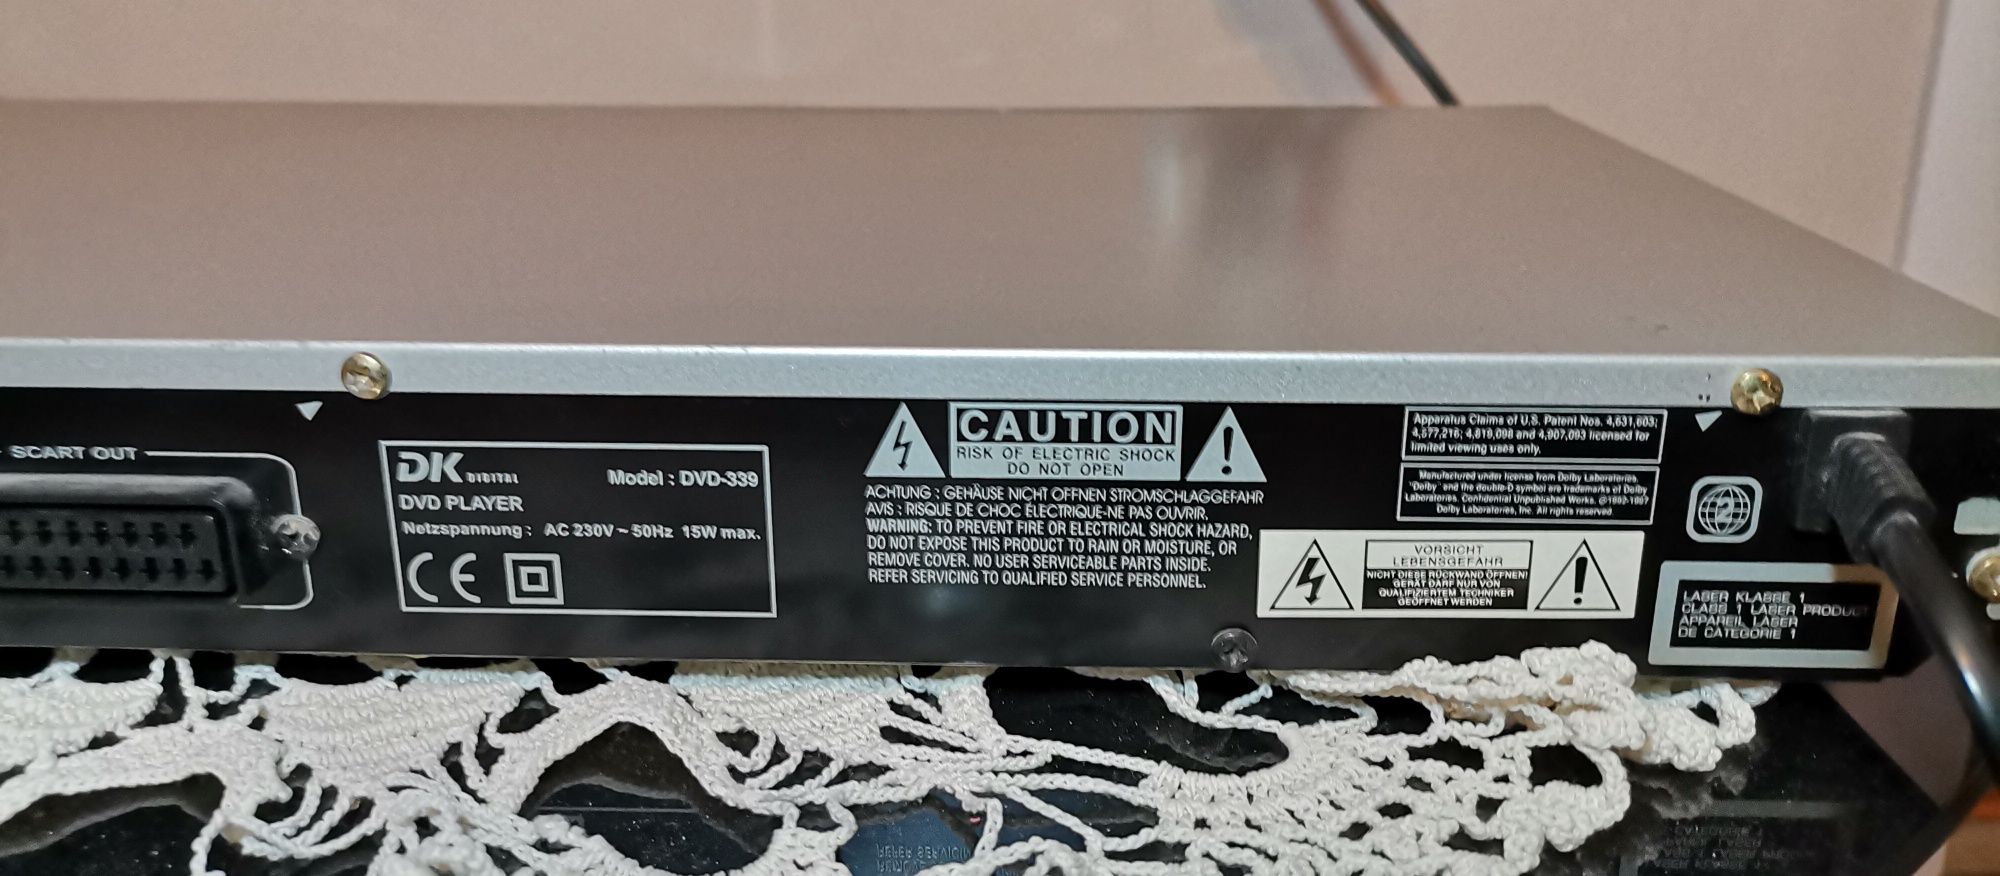 SCART OUT
DK DIGITAL
Model : DVD-339
DVD PLAYER
Netzspannung : AC 230V ~ 50Hz 15W max.
CE
CAUTION
RISK OF ELECTRIC SHOCK
DO NOT OPEN
ACHTUNG : GEHÄUSE NICHT OFFNEN STROMSCHLAGGEFAHR
AVIS : RISQUE DE CHOC ÉLECTRIQUE-NE PAS OUVRIR.
WARNING: TO PREVENT FIRE OR ELECTRICAL SHOCK HAZARD,
DO NOT EXPOSE THIS PRODUCT TO RAIN OR MOISTURE, OR
REMOVE COVER. NO USER SERVICEABLE PARTS INSIDE.
REFER SERVICING TO QUALIFIED SERVICE PERSONNEL.
Apparatus Claims of U.S. Patent Nos. 4,631,603;
4,577,216; 4,819,098 and 4,907,093 licensed for
limited viewing uses only.
Manufactured under license from Dolby Laboratories.
"Dolby" and the double-D symbol are trademarks of Dolby
Laboratories. Confidential Unpublished Works. ©1992-1997
Dolby Laboratories, Inc. All rights reserved.
2
VORSICHT
LEBENSGEFAHR
NICHT DIESE RÜCKWAND ÖFFNEN!
GERÄT DARF NUR VON
QUALIFIZIERTEM TECHNIKER
GEÖFFNET WERDEN
LASER KLASSE 1
CLASS 1 LASER PRODUCT
APPAREIL LASER
DE CATEGORIE 1